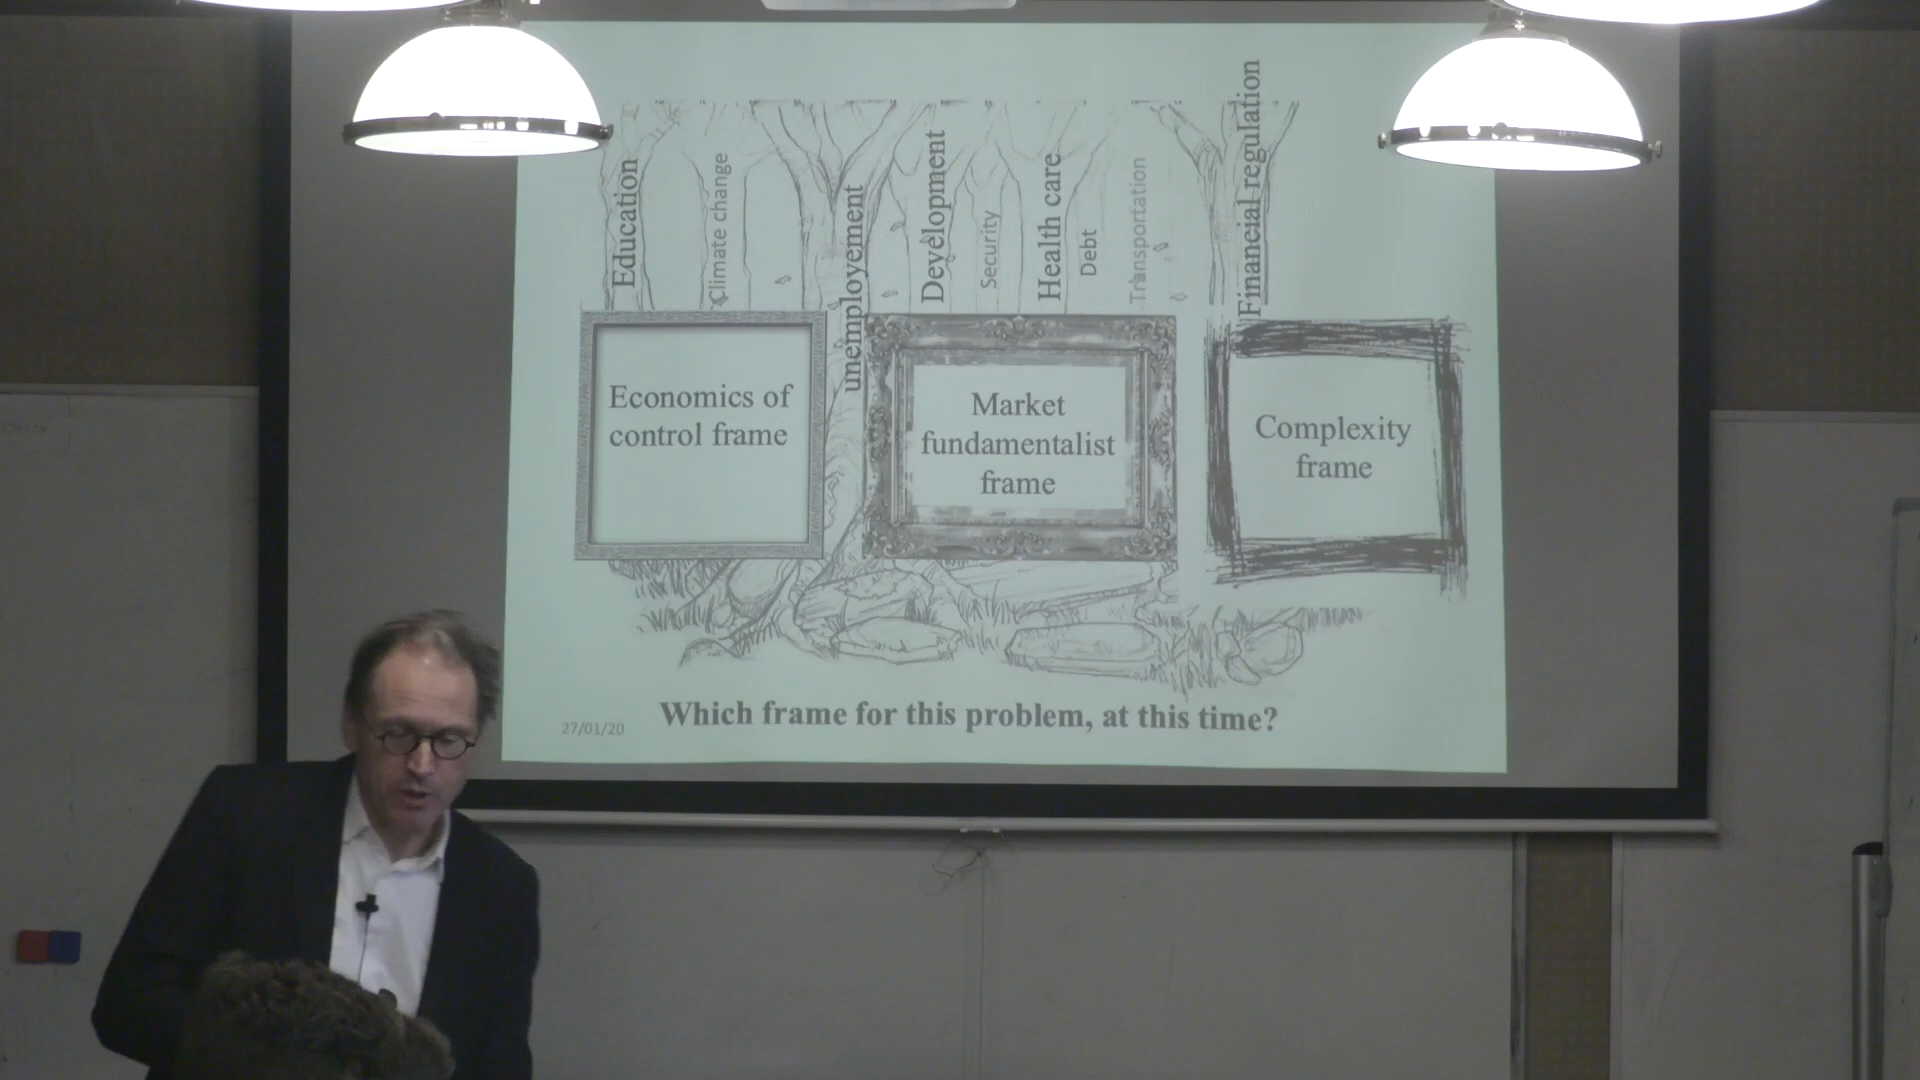 Education
Climate change
unemployement
Development
Security
Health care
Debt
Transportation
Financial regulation
Economics of
control frame
Market
fundamentalist
frame
Complexity
frame
Which frame for this problem, at this time?
27/01/20